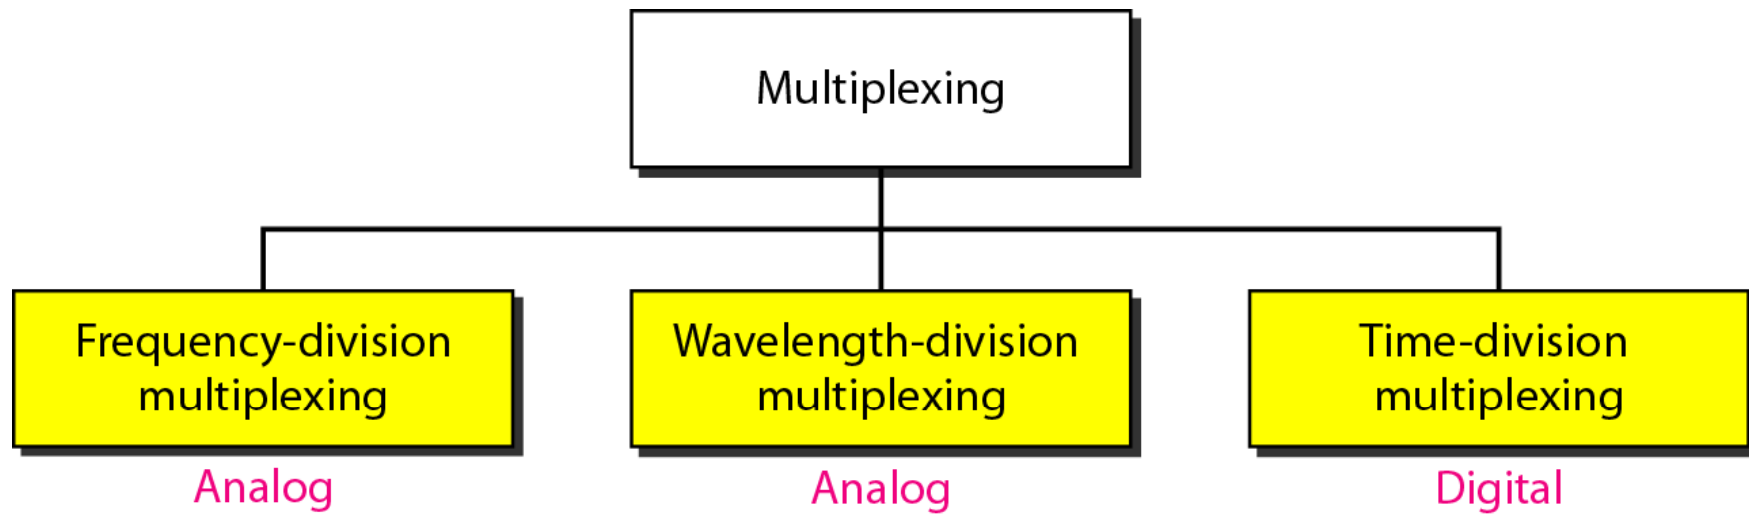 Multiplexing
Frequency-division
multiplexing
Wavelength-division
multiplexing
Time-division
multiplexing
Analog
Analog
Digital